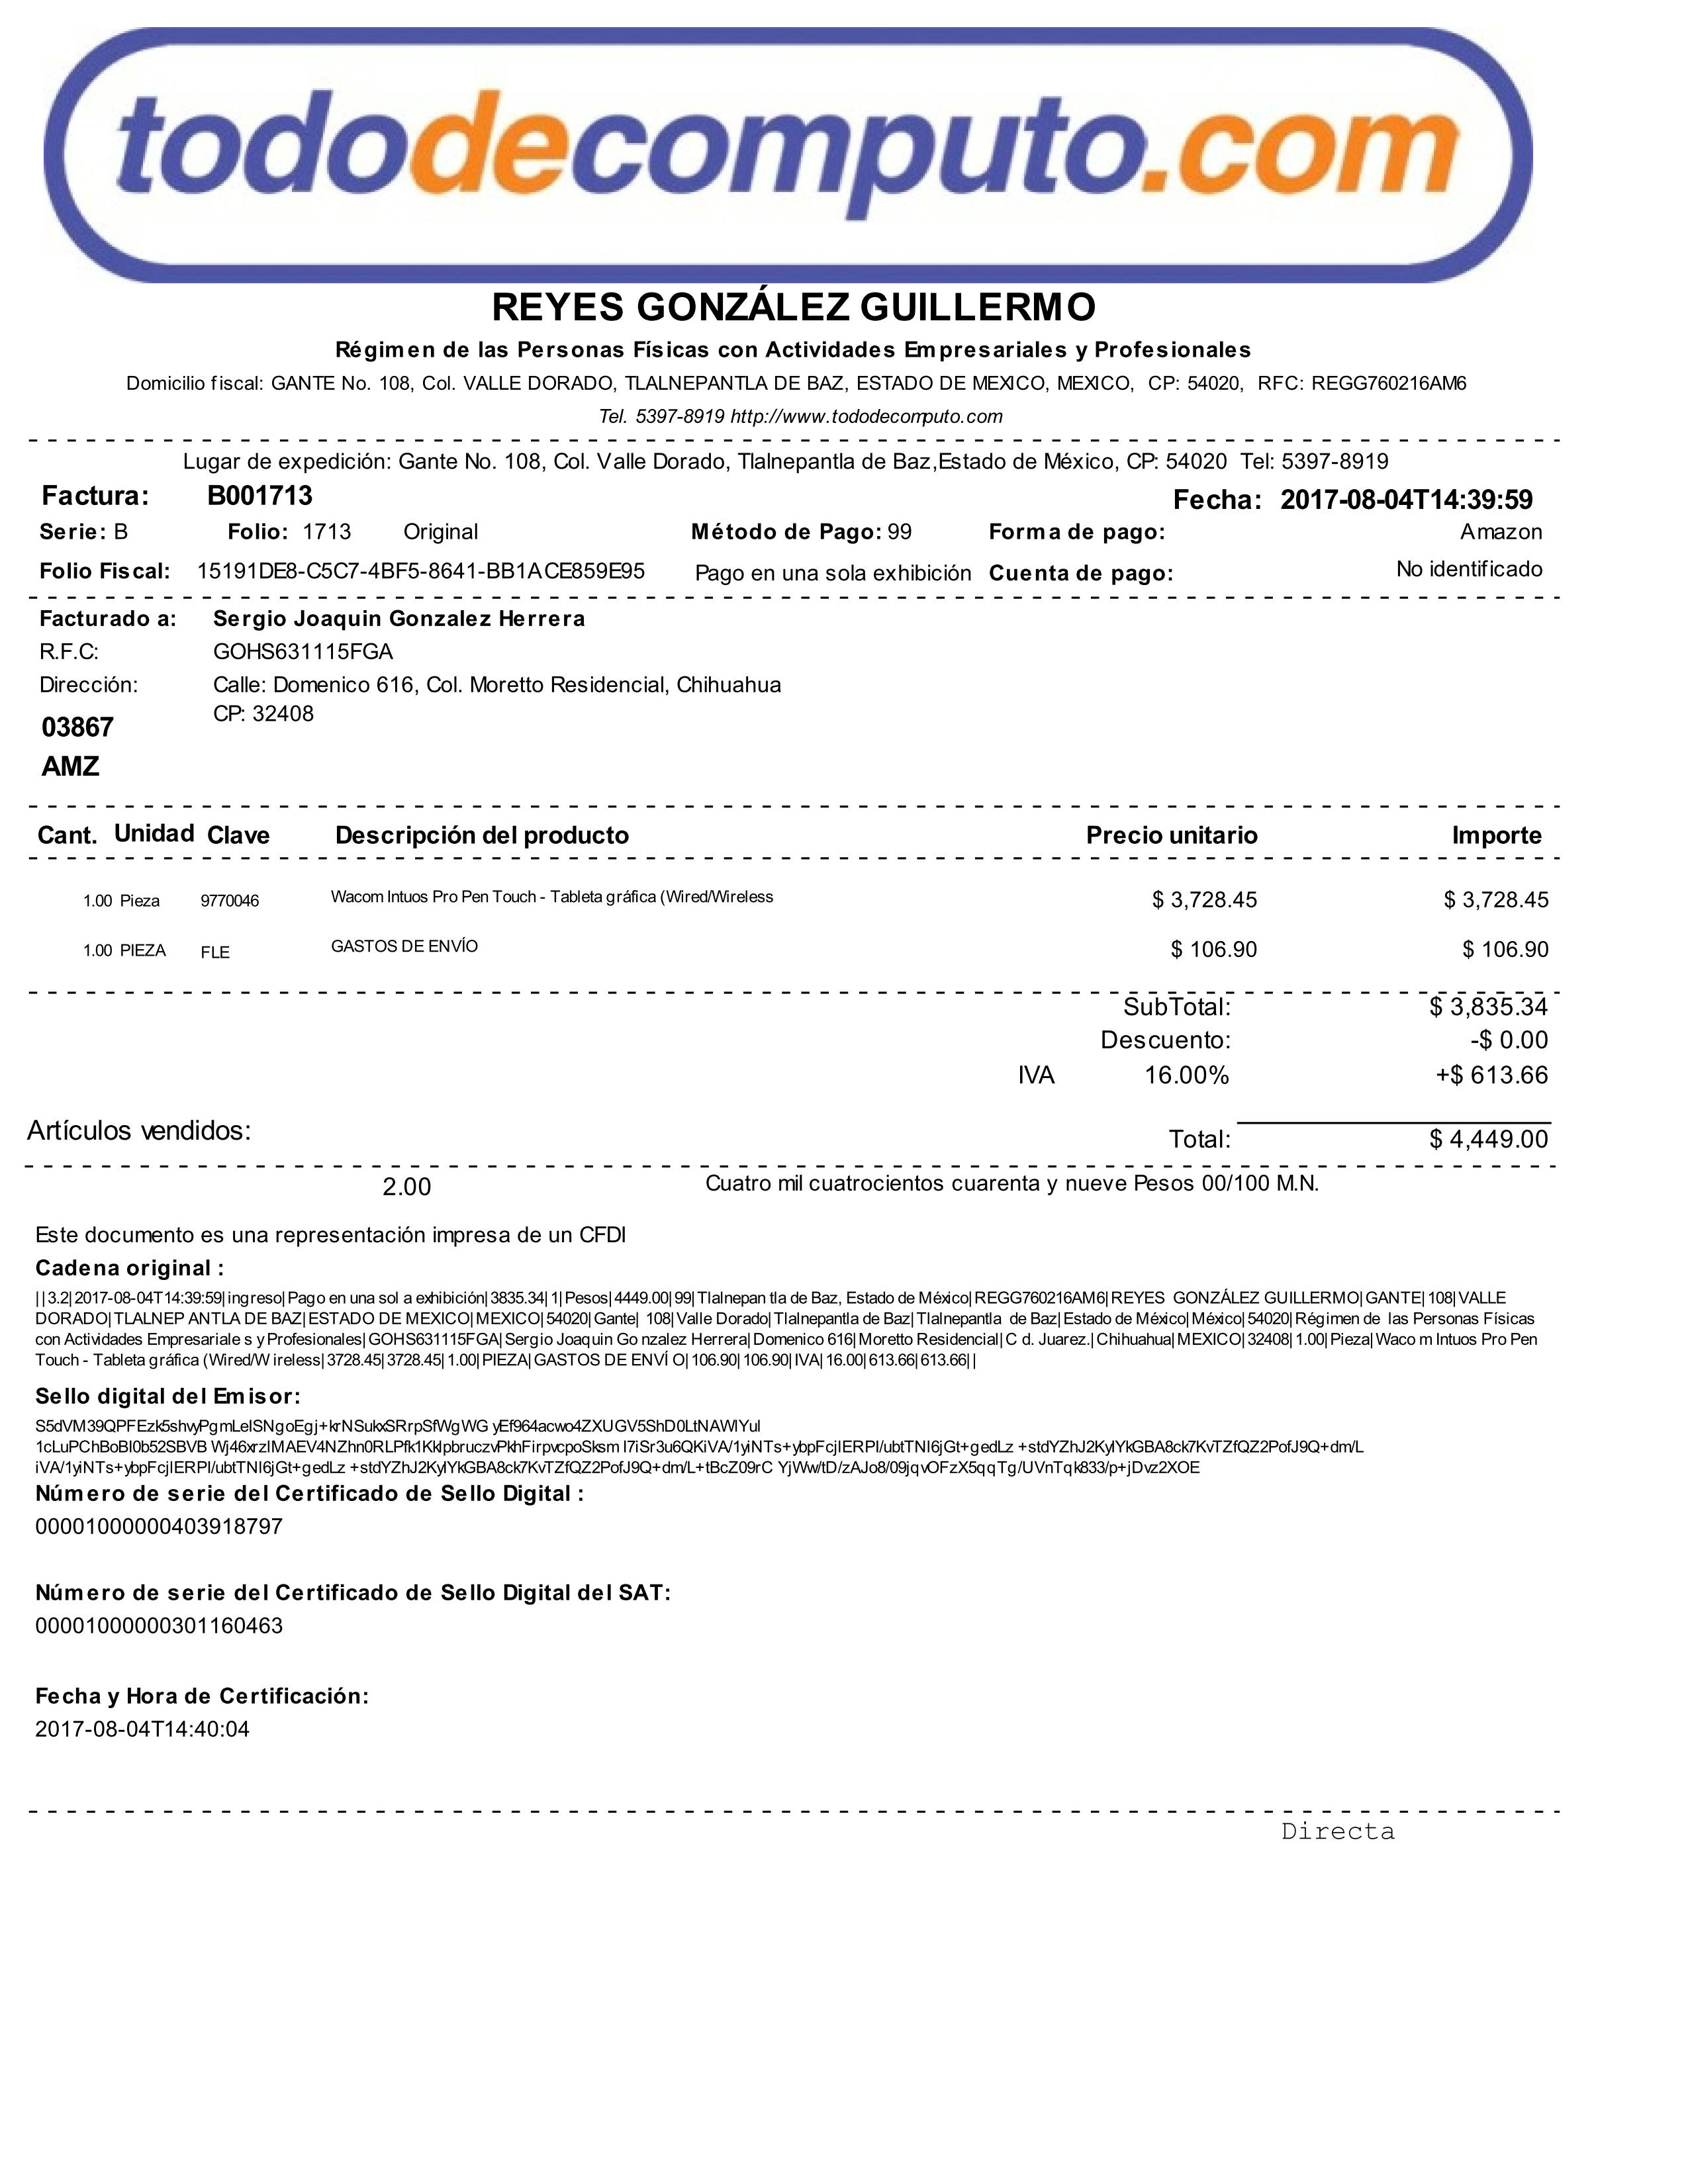 tododecomputo.com
REYES GONZÁLEZ GUILLERMO
Régimen de las Personas Físicas con Actividades Empresariales y Profesionales
Domicilio fiscal: GANTE No. 108, Col. VALLE DORADO, TLALNEPANTLA DE BAZ, ESTADO DE MEXICO, MEXICO, CP: 54020, RFC: REGG760216AM6
Tel. 5397-8919 http://www.tododecomputo.com
Lugar de expedición: Gante No. 108, Col. Valle Dorado, Tlalnepantla de Baz,Estado de México, CP: 54020 Tel: 5397-8919
Factura: B001713 Fecha: 2017-08-04T14:39:59
Serie: B Folio: 1713 Original Método de Pago: 99 Forma de pago: Amazon
Folio Fiscal: 15191DE8-C5C7-4BF5-8641-BB1ACE859E95 Pago en una sola exhibición Cuenta de pago: No identificado
Facturado a: Sergio Joaquin Gonzalez Herrera
R.F.C: GOHS631115FGA
Dirección: Calle: Domenico 616, Col. Moretto Residencial, Chihuahua
CP: 32408
03867
AMZ
Cant. Unidad Clave Descripción del producto Precio unitario Importe
1.00 Pieza 9770046 Wacom Intuos Pro Pen Touch - Tableta gráfica (Wired/Wireless $ 3,728.45 $ 3,728.45
1.00 PIEZA FLE GASTOS DE ENVÍO $ 106.90 $ 106.90
SubTotal: $ 3,835.34
Descuento: -$ 0.00
IVA 16.00% +$ 613.66
Artículos vendidos: Total: $ 4,449.00
2.00 Cuatro mil cuatrocientos cuarenta y nueve Pesos 00/100 M.N.
Este documento es una representación impresa de un CFDI
Cadena original :
||3.2|2017-08-04T14:39:59|ingreso|Pago en una sol a exhibición|3835.34|1|Pesos|4449.00|99|Tlalnepan tla de Baz, Estado de México|REGG760216AM6|REYES GONZÁLEZ GUILLERMO|GANTE|108|VALLE
DORADO|TLALNEP ANTLA DE BAZ|ESTADO DE MEXICO|MEXICO|54020|Gante| 108|Valle Dorado|Tlalnepantla de Baz|Tlalnepantla de Baz|Estado de México|México|54020|Régimen de las Personas Físicas
con Actividades Empresariale s y Profesionales|GOHS631115FGA|Sergio Joaquin Go nzalez Herrera|Domenico 616|Moretto Residencial|C d. Juarez.|Chihuahua|MEXICO|32408|1.00|Pieza|Waco m Intuos Pro Pen
Touch - Tableta gráfica (Wired/W ireless|3728.45|3728.45|1.00|PIEZA|GASTOS DE ENVÍ O|106.90|106.90|IVA|16.00|613.66|613.66||
Sello digital del Emisor:
S5dVM39QPFEzk5shwyPgmLeISNgoEgj+krNSukxSRrpSfWgWG yEf964acwo4ZXUGV5ShD0LtNAWlYul
1cLuPChBoBI0b52SBVB Wj46xrzIMAEV4NZhn0RLPfk1KklpbruczvPkhFirpvcpoSksm I7iSr3u6QKiVA/1yiNTs+ybpFcjIERPl/ubtTNl6jGt+gedLz +stdYZhJ2KylYkGBA8ck7KvTZfQZ2PofJ9Q+dm/L
iVA/1yiNTs+ybpFcjIERPl/ubtTNl6jGt+gedLz +stdYZhJ2KylYkGBA8ck7KvTZfQZ2PofJ9Q+dm/L+tBcZ09rC YjWw/tD/zAJo8/09jqvOFzX5qqTg/UVnTqk833/p+jDvz2XOE
Número de serie del Certificado de Sello Digital :
00001000000403918797
Número de serie del Certificado de Sello Digital del SAT:
00001000000301160463
Fecha y Hora de Certificación:
2017-08-04T14:40:04
Directa